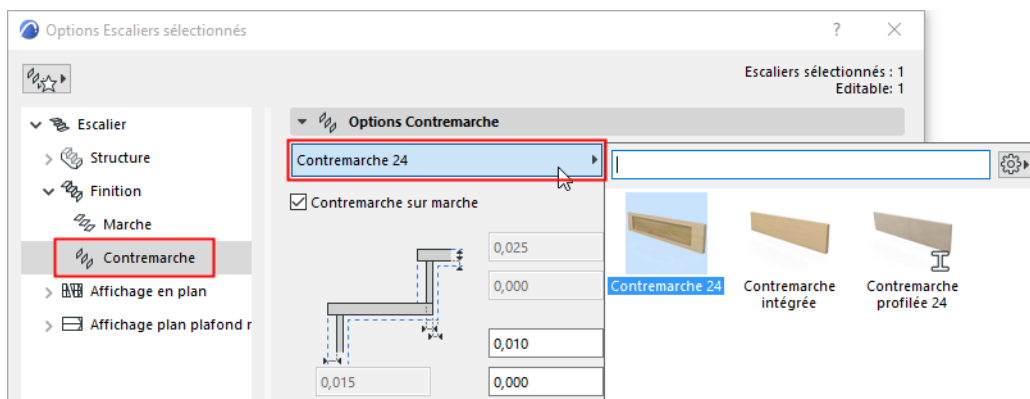 Options Escaliers sélectionnés
?
Escaliers sélectionnés : 1
Editable: 1
Escalier
Structure
Finition
Marche
Contremarche
Affichage en plan
Affichage plan plafond r
Options Contremarche
Contremarche 24
Contremarche sur marche
0,025
0,000
0,010
0,015
0,000
Contremarche 24
Contremarche
intégrée
Contremarche
profilée 24